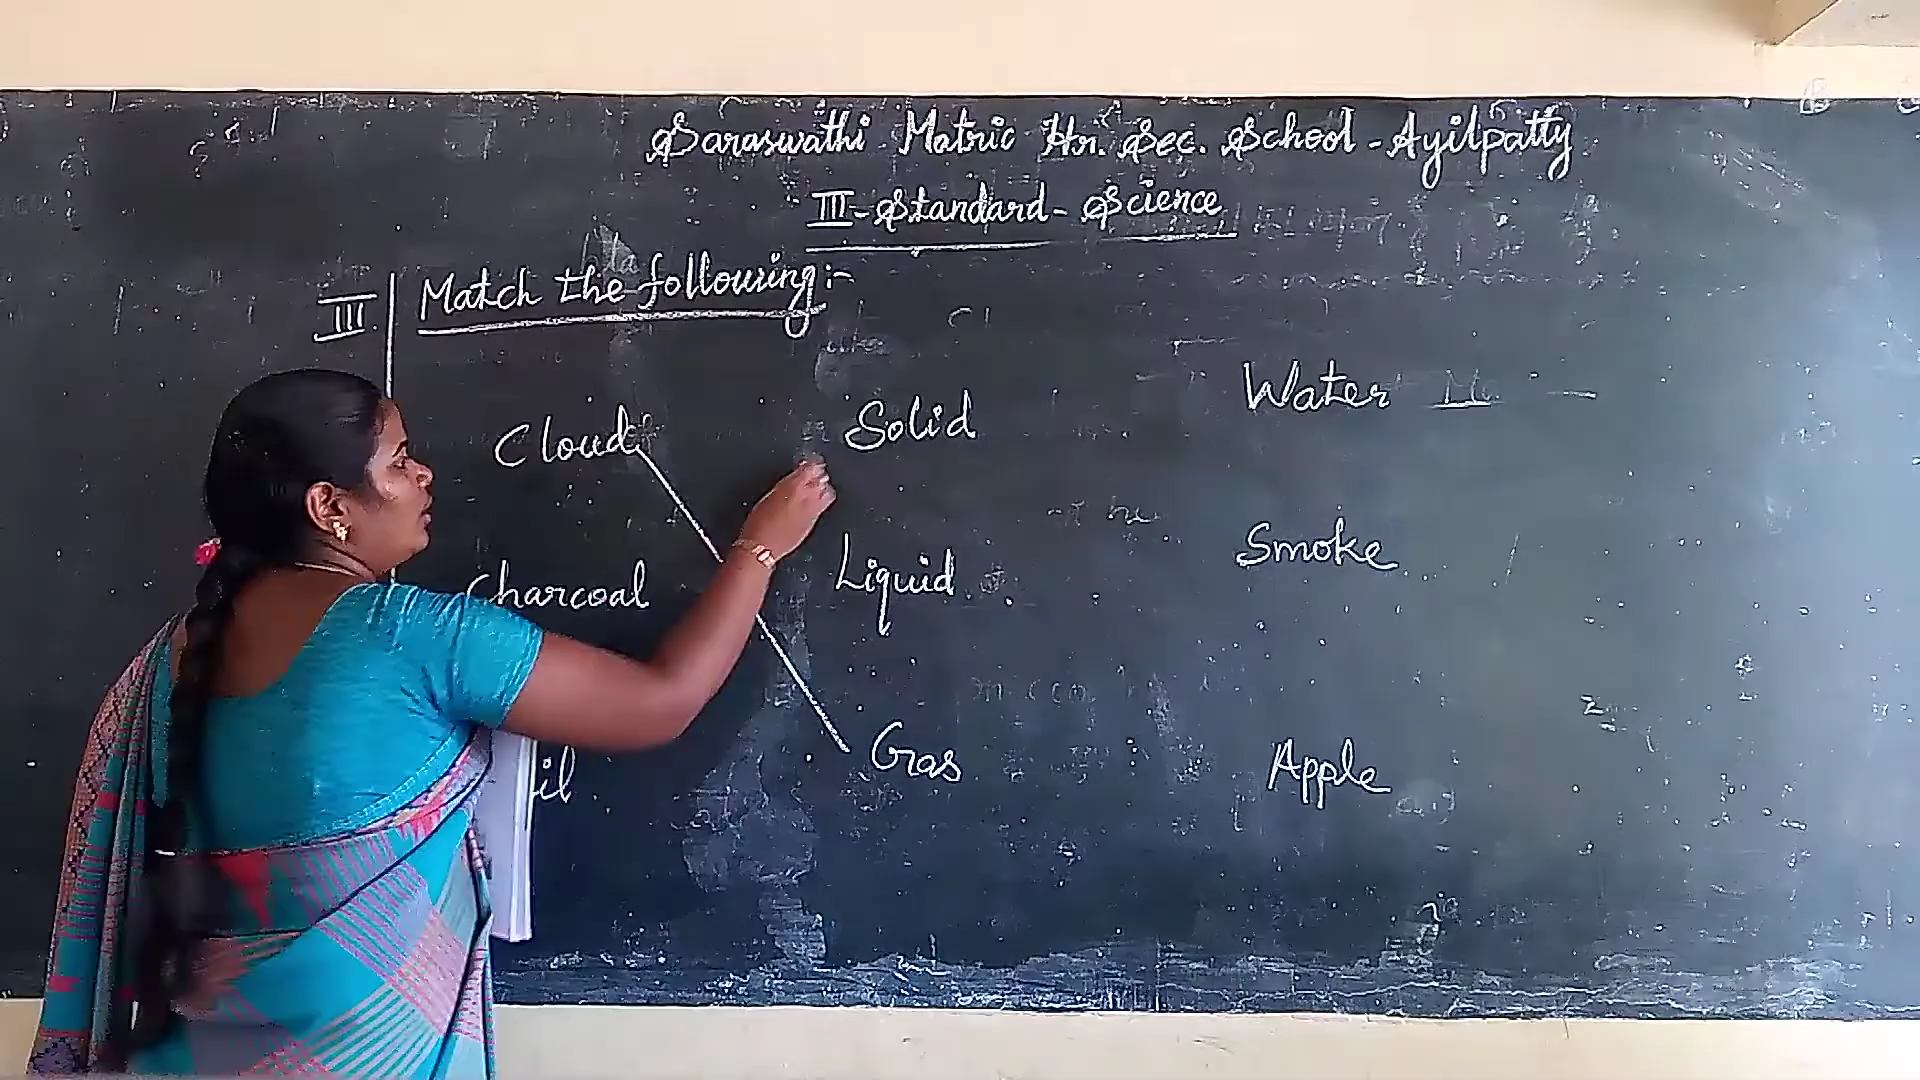 Saraswathi Matric Hr. Sec. School - Ayilpatty
III - Standard - Science
III. Match the following:-
Cloud Solid Water
Charcoal Liquid Smoke
il Gas Apple